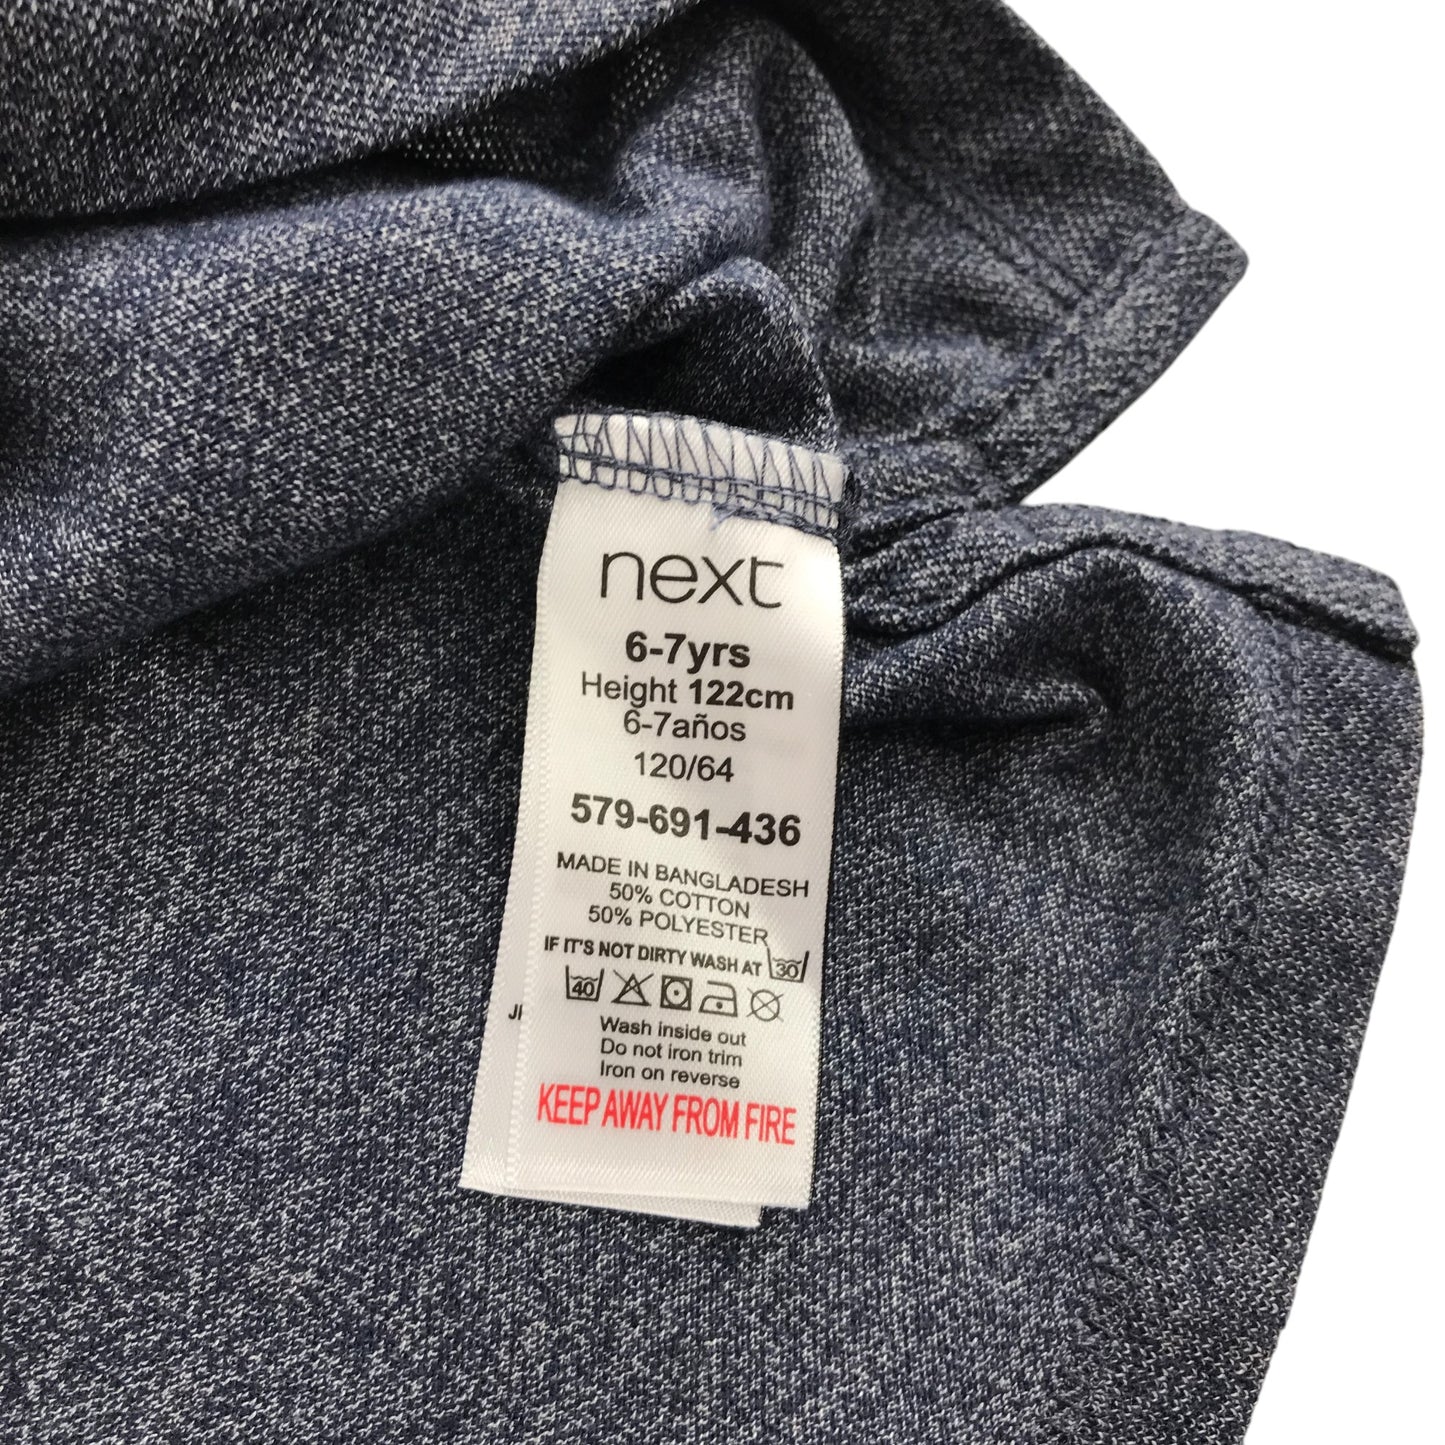 next
6-7yrs
Height 122cm
6-7años
120/64
579-691-436
MADE IN BANGLADESH
50% COTTON
50% POLYESTER
IF IT'S NOT DIRTY WASH AT 30
40
Wash inside out
Do not iron trim
Iron on reverse
KEEP AWAY FROM FIRE